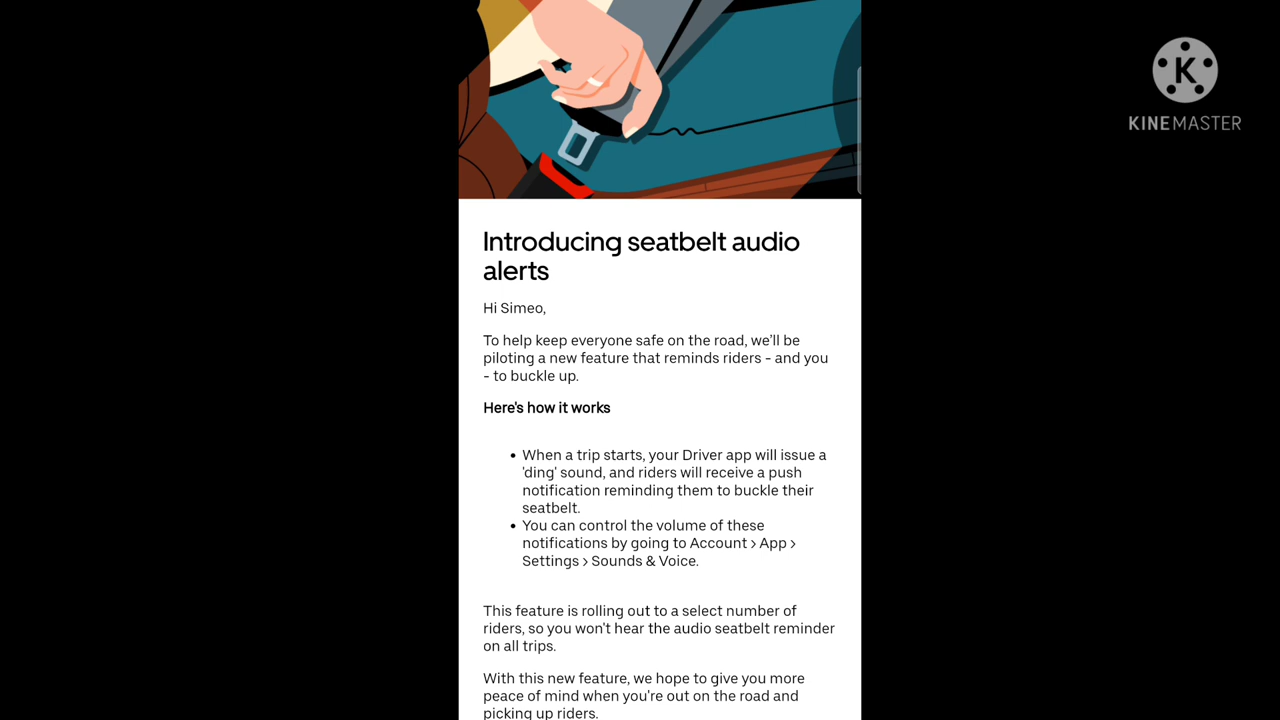 K
KINEMASTER
Introducing seatbelt audio
alerts
Hi Simeo,
To help keep everyone safe on the road, we'll be
piloting a new feature that reminds riders - and you
- to buckle up.
Here's how it works
• When a trip starts, your Driver app will issue a
'ding' sound, and riders will receive a push
notification reminding them to buckle their
seatbelt.
• You can control the volume of these
notifications by going to Account › App ›
Settings › Sounds & Voice.
This feature is rolling out to a select number of
riders, so you won't hear the audio seatbelt reminder
on all trips.
With this new feature, we hope to give you more
peace of mind when you're out on the road and
picking up riders.